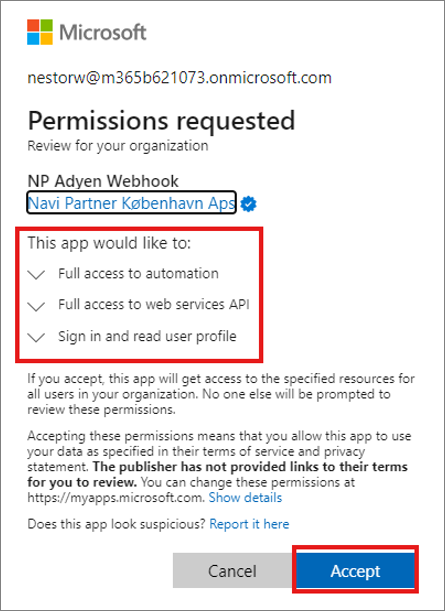 Microsoft
nestorw@m365b621073.onmicrosoft.com
Permissions requested
Review for your organization
NP Adyen Webhook
Navi Partner København Aps
This app would like to:
Full access to automation
Full access to web services API
Sign in and read user profile
If you accept, this app will get access to the specified resources for
all users in your organization. No one else will be prompted to
review these permissions.
Accepting these permissions means that you allow this app to use
your data as specified in their terms of service and privacy
statement. The publisher has not provided links to their terms
for you to review. You can change these permissions at
https://myapps.microsoft.com. Show details
Does this app look suspicious? Report it here
Cancel Accept